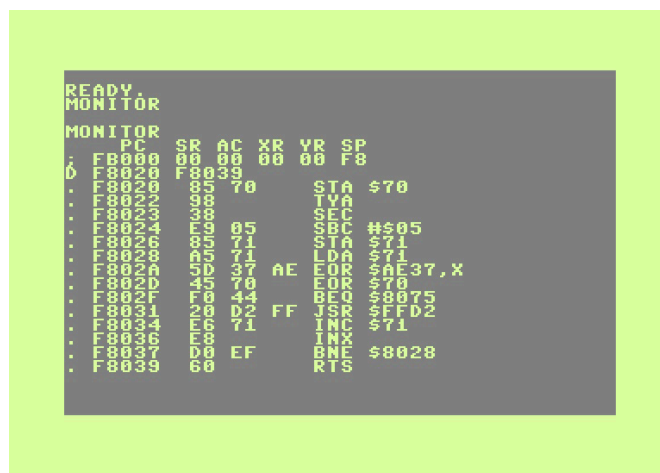 READY.
MONITOR
MONITOR
PC SR AC XR YR SP
; FB000 00 00 00 00 F8
D F8020 F8039
. F8020 85 70 STA $70
. F8022 98 TYA
. F8023 38 SEC
. F8024 E9 05 SBC #$05
. F8026 85 71 STA $71
. F8028 A5 71 LDA $71
. F802A 5D 37 AE EOR $AE37,X
. F802D 45 70 EOR $70
. F802F F0 44 BEQ $8075
. F8031 20 D2 FF JSR $FFD2
. F8034 E6 71 INC $71
. F8036 E8 INX
. F8037 D0 EF BNE $8028
. F8039 60 RTS